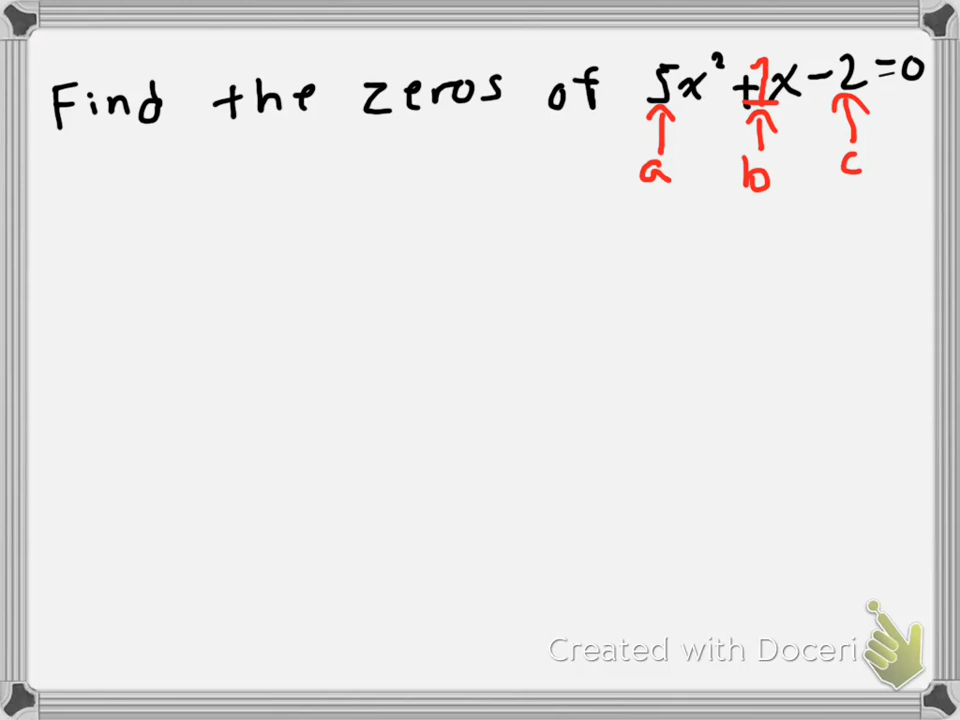 Find the zeros of 5x² + 1x - 2 = 0
a b c
Created with Doceri